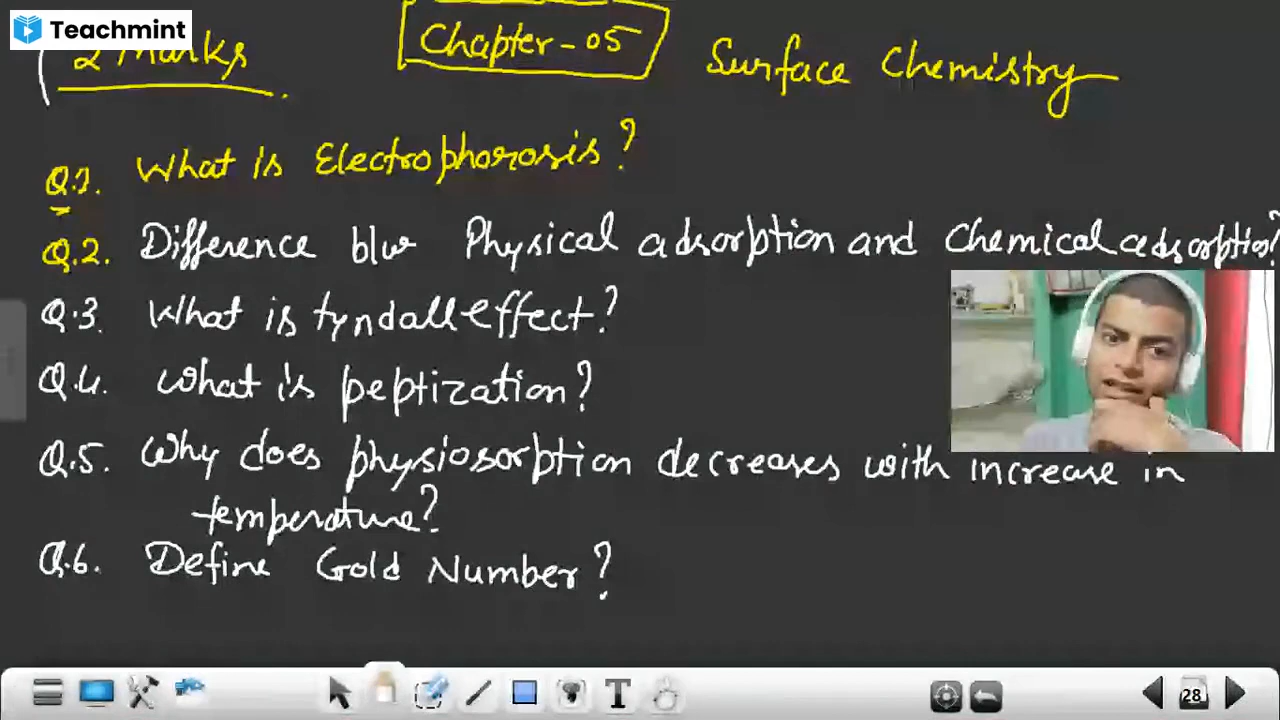 Teachmint
2 Marks
Chapter-05
Surface Chemistry
Q.1. What is Electrophorosis?
Q.2. Difference b/w Physical adsorption and Chemical adsorption?
Q.3. What is tyndall effect?
Q.4. What is peptization?
Q.5. Why does physiosorption decreases with increase in
temperature?
Q.6. Define Gold Number?
T
28